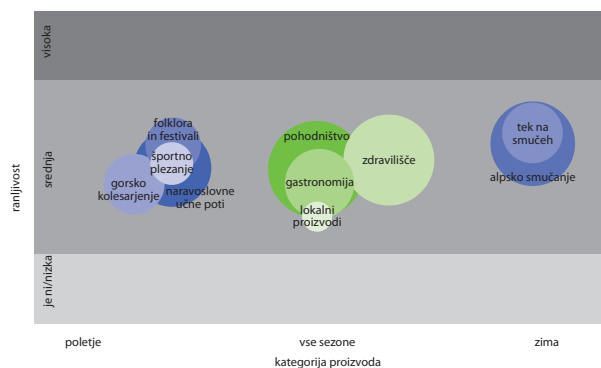 visoka
srednja
je ni/nizka
ranljivost
folklora
in festivali
športno
plezanje
gorsko
kolesarjenje
naravoslovne
učne poti
pohodništvo
gastronomija
lokalni
proizvodi
zdravilišče
tek na
smučeh
alpsko smučanje
poletje
vse sezone
zima
kategorija proizvoda